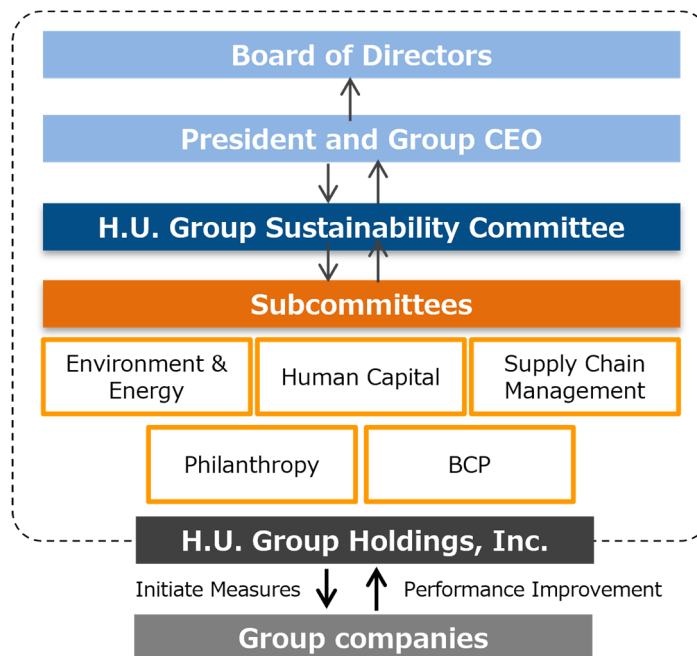 Board of Directors
President and Group CEO
H.U. Group Sustainability Committee
Subcommittees
Environment &
Energy
Human Capital
Supply Chain
Management
Philanthropy
BCP
H.U. Group Holdings, Inc.
Initiate Measures
Performance Improvement
Group companies